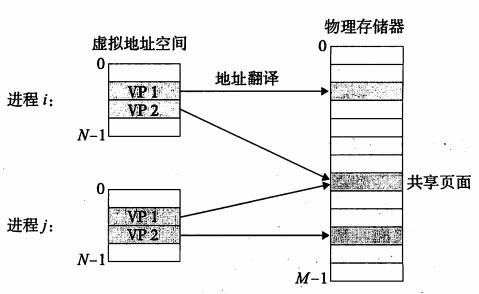 虚拟地址空间
物理存储器
0
0
地址翻译
进程 i:
VP 1
VP 2
N-1
共享页面
0
进程 j:
VP 1
VP 2
N-1
M-1